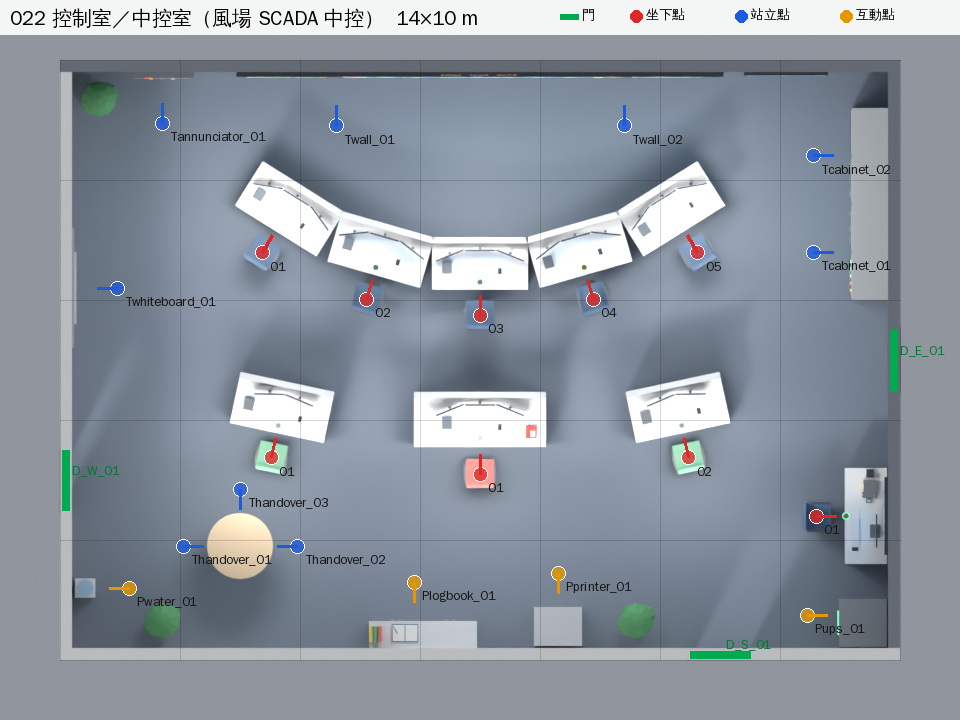 022 控制室／中控室（風場 SCADA 中控） 14×10 m
門
坐下點
站立點
互動點
Tannunciator_01
Twall_01
Twall_02
Tcabinet_02
01
02
03
04
05
Tcabinet_01
Twhiteboard_01
D_E_01
01
01
02
D_W_01
Thandover_03
01
Thandover_01
Thandover_02
Pwater_01
Plogbook_01
Pprinter_01
Pups_01
D_S_01